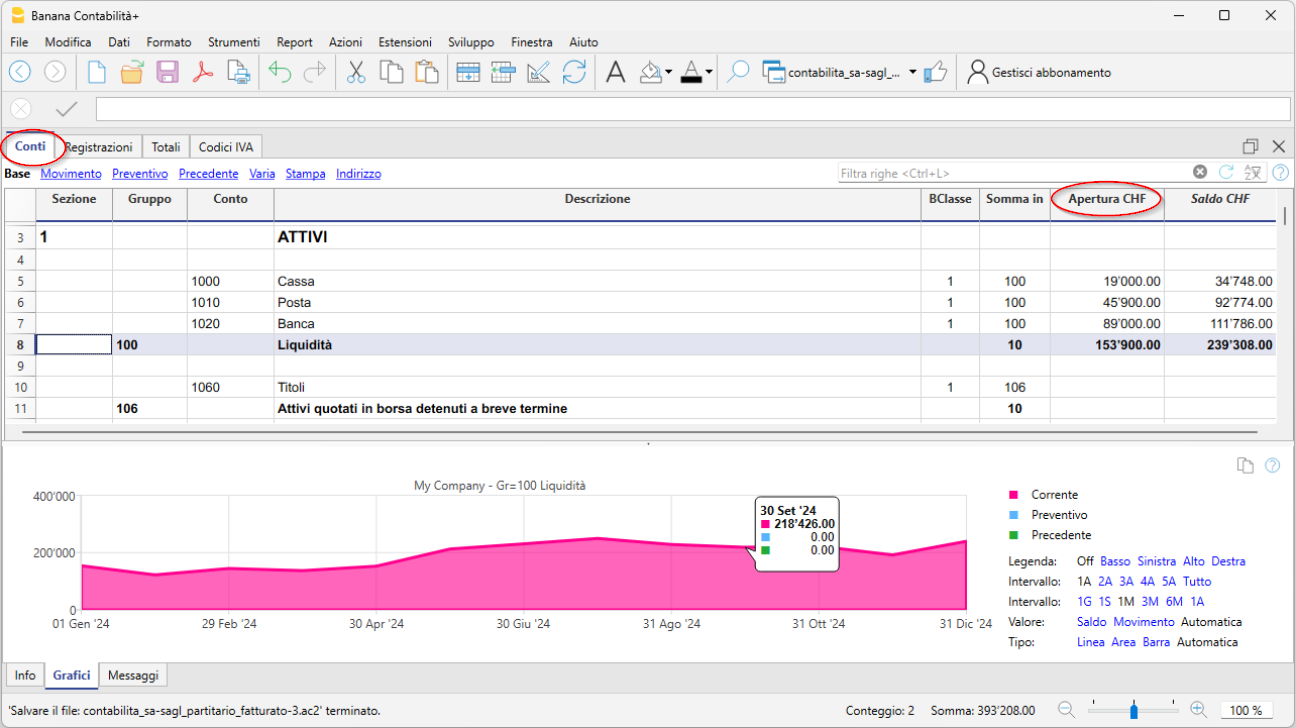 Banana Contabilità+
File Modifica Dati Formato Strumenti Report Azioni Estensioni Sviluppo Finestra Aiuto
contabilita_sa-sagl_... Gestisci abbonamento
Conti Registrazioni Totali Codici IVA
Base Movimento Preventivo Precedente Varia Stampa Indirizzo Filtra righe <Ctrl+L>
Sezione Gruppo Conto Descrizione BClasse Somma in Apertura CHF Saldo CHF
3 1 ATTIVI
4
5 1000 Cassa 1 100 19'000.00 34'748.00
6 1010 Posta 1 100 45'900.00 92'774.00
7 1020 Banca 1 100 89'000.00 111'786.00
8 100 Liquidità 10 153'900.00 239'308.00
9
10 1060 Titoli 1 106
11 106 Attivi quotati in borsa detenuti a breve termine 10
My Company - Gr=100 Liquidità
400'000
200'000
0
01 Gen '24 29 Feb '24 30 Apr '24 30 Giu '24 31 Ago '24 31 Ott '24 31 Dic '24
30 Set '24
218'426.00
0.00
0.00
Corrente
Preventivo
Precedente
Legenda: Off Basso Sinistra Alto Destra
Intervallo: 1A 2A 3A 4A 5A Tutto
Intervallo: 1G 1S 1M 3M 6M 1A
Valore: Saldo Movimento Automatica
Tipo: Linea Area Barra Automatica
Info Grafici Messaggi
'Salvare il file: contabilita_sa-sagl_partitario_fatturato-3.ac2' terminato. Conteggio: 2 Somma: 393'208.00 100 %